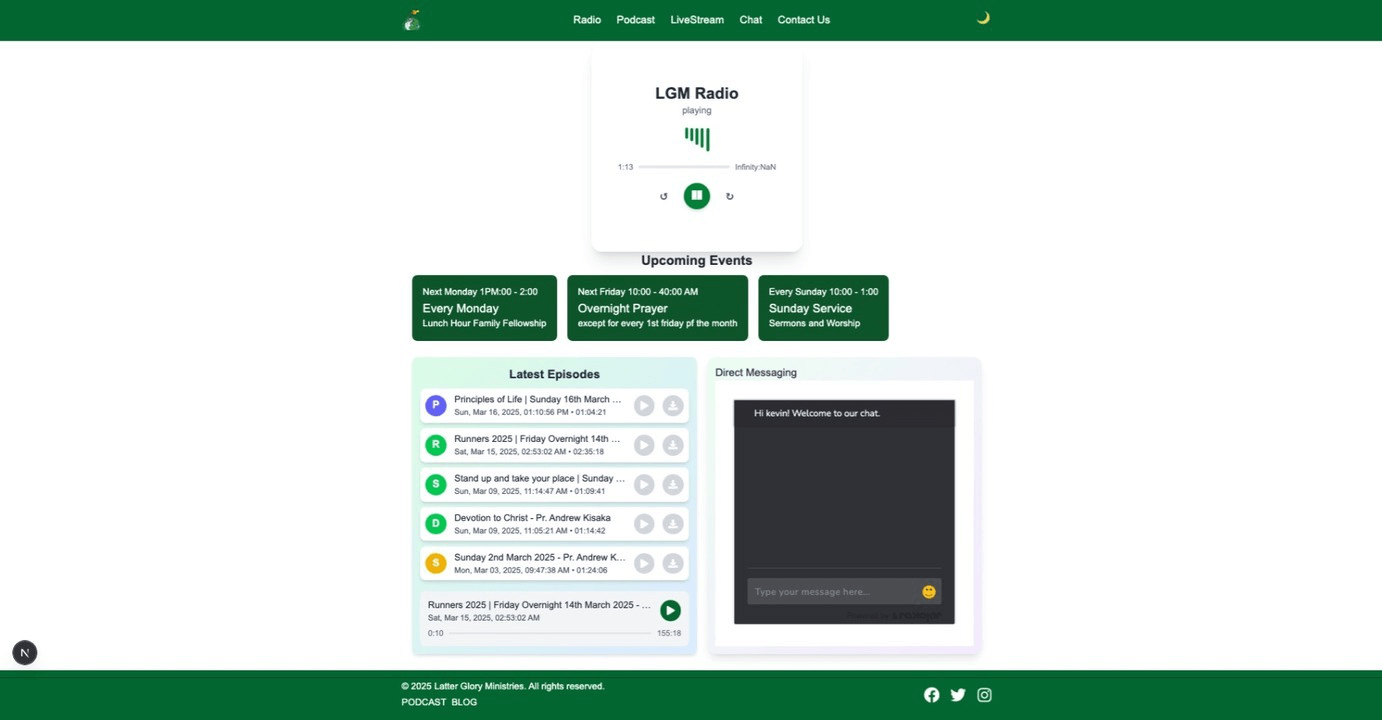 Radio Podcast LiveStream Chat Contact Us
LGM Radio
playing
1:13 Infinity:NaN
Upcoming Events
Next Monday 1PM:00 - 2:00
Every Monday
Lunch Hour Family Fellowship
Next Friday 10:00 - 40:00 AM
Overnight Prayer
except for every 1st friday pf the month
Every Sunday 10:00 - 1:00
Sunday Service
Sermons and Worship
Latest Episodes
P
Principles of Life | Sunday 16th March ...
Sun, Mar 16, 2025, 01:10:56 PM • 01:04:21
R
Runners 2025 | Friday Overnight 14th ...
Sat, Mar 15, 2025, 02:53:02 AM • 02:35:18
S
Stand up and take your place | Sunday ...
Sun, Mar 09, 2025, 11:14:47 AM • 01:09:41
D
Devotion to Christ - Pr. Andrew Kisaka
Sun, Mar 09, 2025, 11:05:21 AM • 01:14:42
S
Sunday 2nd March 2025 - Pr. Andrew K...
Mon, Mar 03, 2025, 09:47:38 AM • 01:24:06
Runners 2025 | Friday Overnight 14th March 2025 - ...
Sat, Mar 15, 2025, 02:53:02 AM
0:10 155:18
Direct Messaging
Hi kevin! Welcome to our chat.
Type your message here...
N
© 2025 Latter Glory Ministries. All rights reserved.
PODCAST BLOG